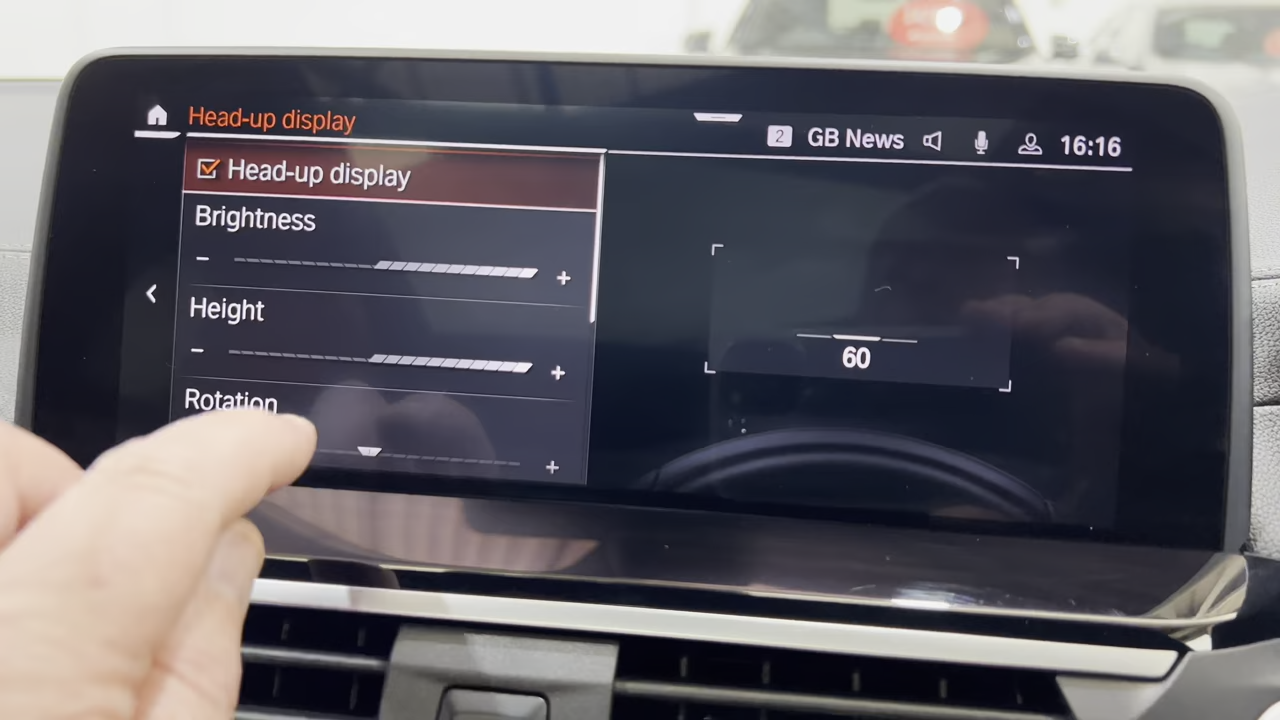 Head-up display
2 GB News 16:16
Head-up display
Brightness
- +
Height
- +
Rotation
+
60